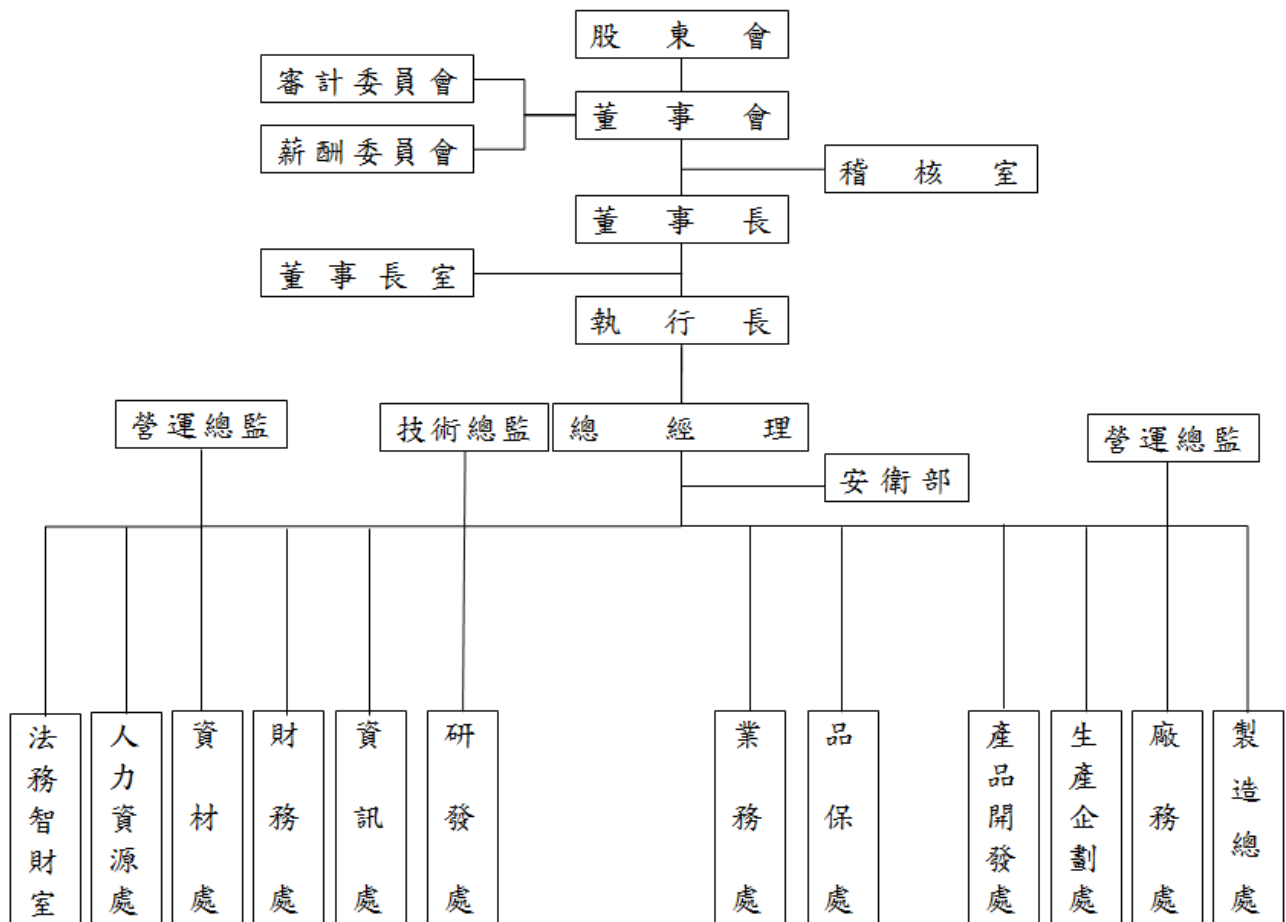 股東會
審計委員會
董事會
薪酬委員會
稽核室
董事長
董事長室
執行長
營運總監
技術總監
總經理
營運總監
安衛部
法務智財室
人力資源處
資材處
財務處
資訊處
研發處
業務處
品保處
產品開發處
生產企劃處
廠務處
製造總處